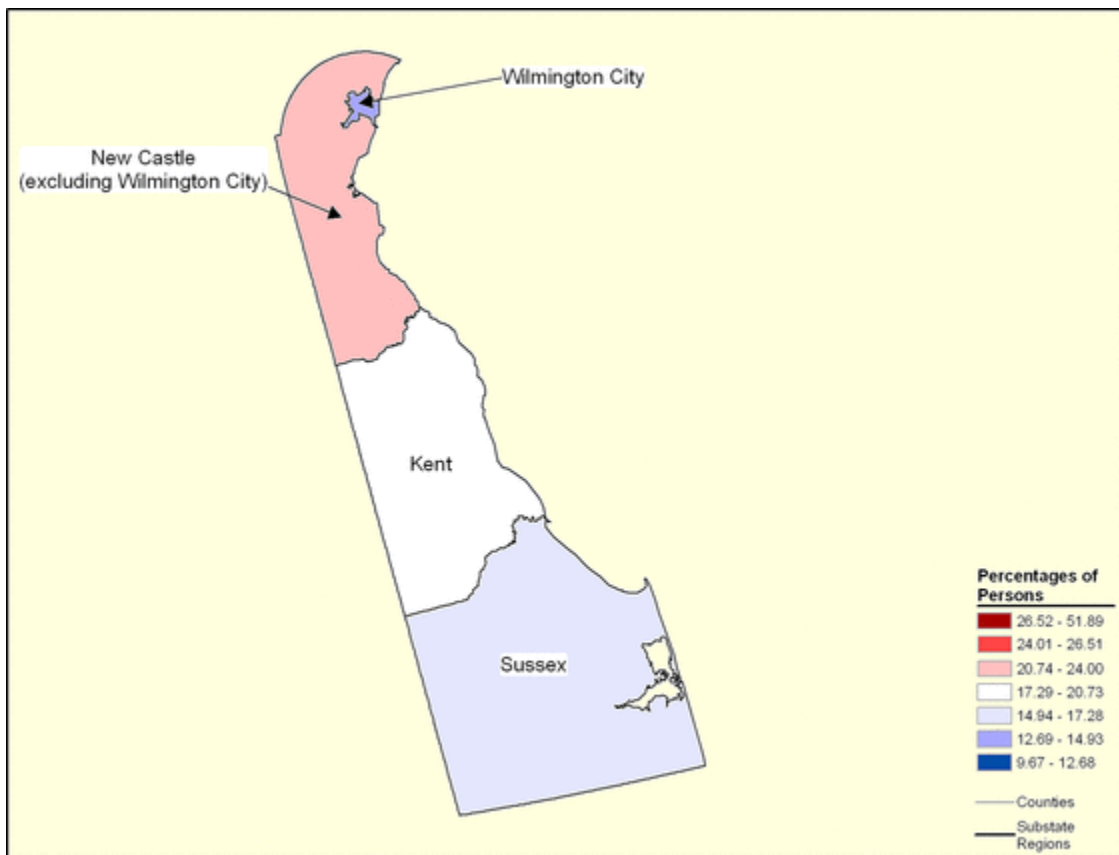 Wilmington City
New Castle
(excluding Wilmington City)
Kent
Sussex
Percentages of
Persons
26.52 - 51.89
24.01 - 26.51
20.74 - 24.00
17.29 - 20.73
14.94 - 17.28
12.69 - 14.93
9.67 - 12.68
Counties
Substate
Regions